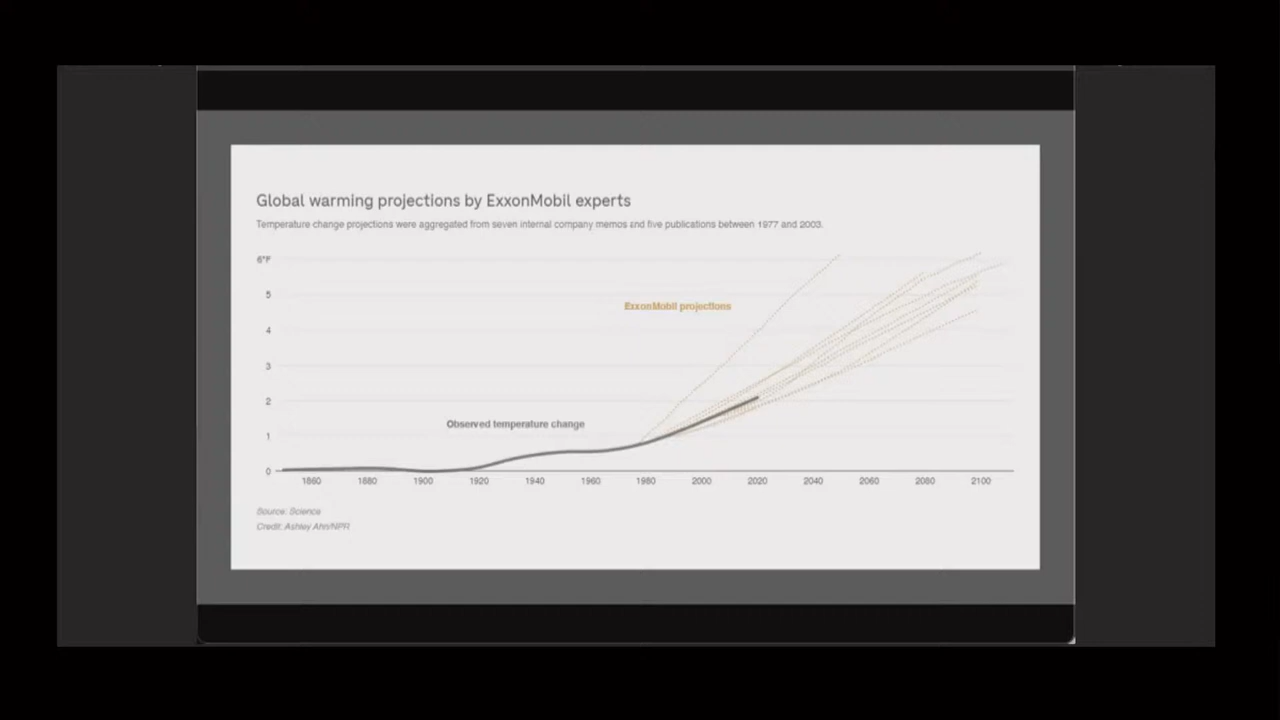 Global warming projections by ExxonMobil experts
Temperature change projections were aggregated from seven internal company memos and five publications between 1977 and 2003.
6°F
5
ExxonMobil projections
4
3
2
Observed temperature change
1
0
1860 1880 1900 1920 1940 1960 1980 2000 2020 2040 2060 2080 2100
Source: Science
Credit: Ashley Ahn/NPR